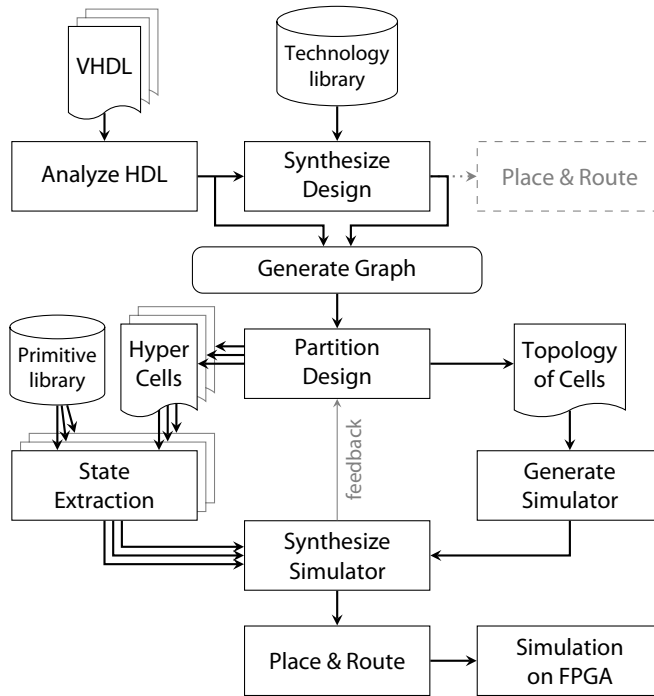 VHDL
Technology
library
Analyze HDL
Synthesize
Design
Place & Route
Generate Graph
Primitive
library
Hyper
Cells
Partition
Design
Topology
of Cells
feedback
State
Extraction
Generate
Simulator
Synthesize
Simulator
Place & Route
Simulation
on FPGA